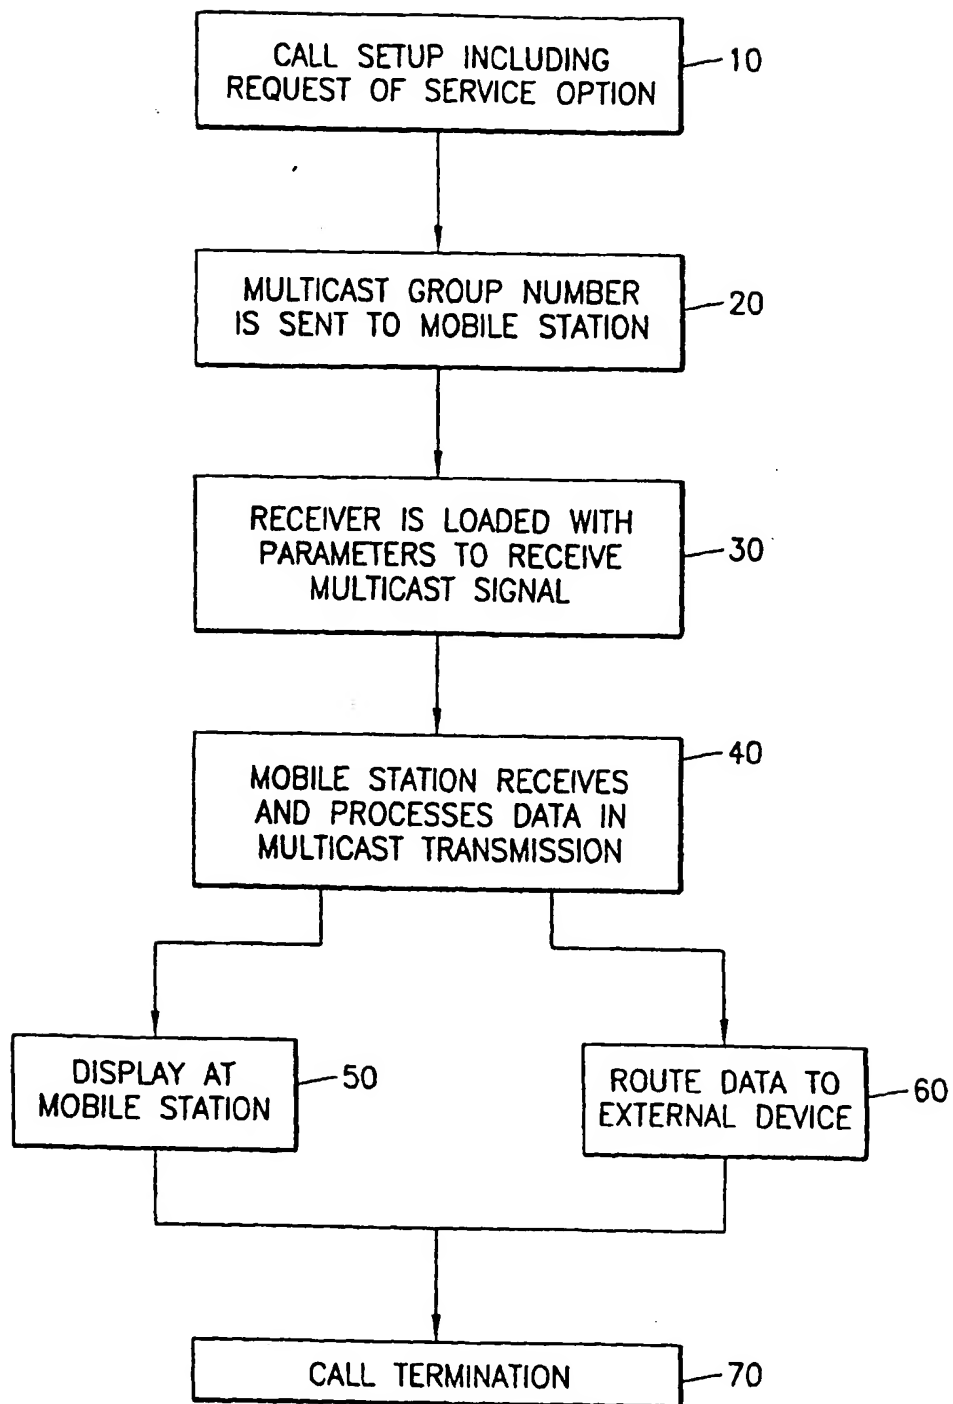 CALL SETUP INCLUDING
REQUEST OF SERVICE OPTION
10
MULTICAST GROUP NUMBER
IS SENT TO MOBILE STATION
20
RECEIVER IS LOADED WITH
PARAMETERS TO RECEIVE
MULTICAST SIGNAL
30
MOBILE STATION RECEIVES
AND PROCESSES DATA IN
MULTICAST TRANSMISSION
40
DISPLAY AT
MOBILE STATION
50
ROUTE DATA TO
EXTERNAL DEVICE
60
CALL TERMINATION
70